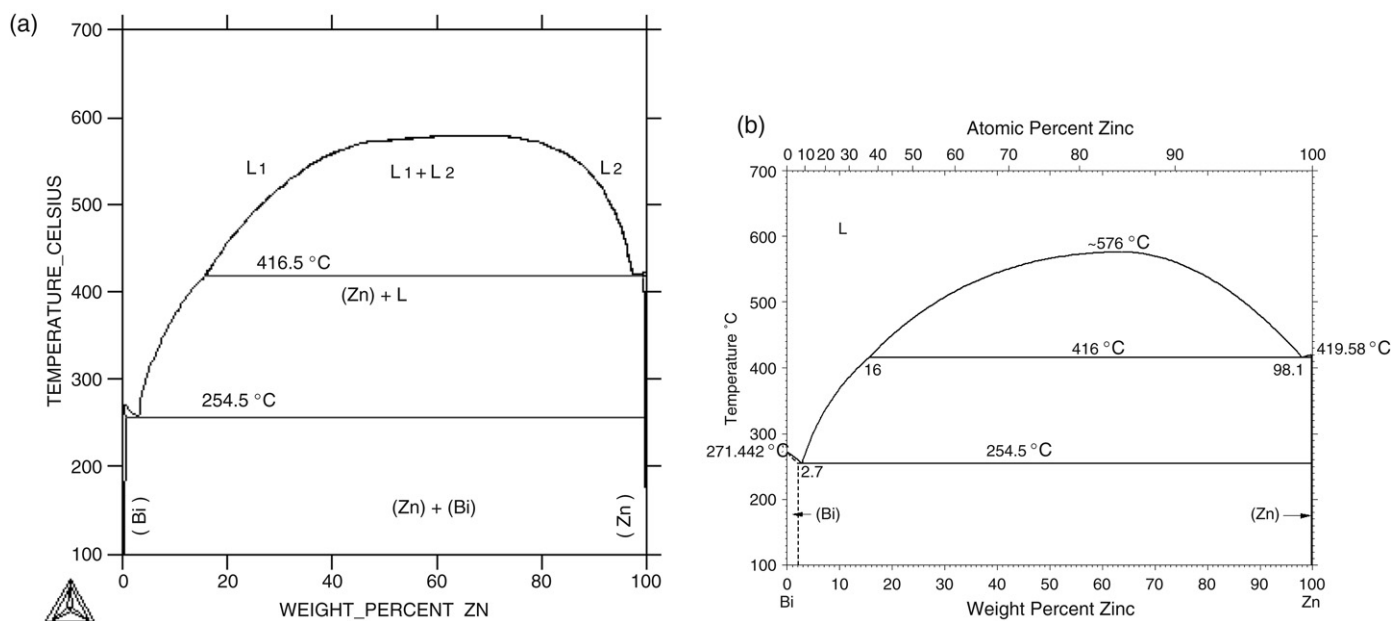 (a)
700
600
500
400
300
200
100
TEMPERATURE_CELSIUS
L1
L1+L2
L2
416.5 °C
(Zn) + L
254.5 °C
(Zn) + (Bi)
(Bi)
(Zn)
0 20 40 60 80 100
WEIGHT_PERCENT ZN
(b)
Atomic Percent Zinc
0 10 20 30 40 50 60 70 80 90 100
700
600
500
400
300
200
100
Temperature °C
L
~576 °C
416 °C
419.58 °C
16
98.1
271.442 °C
254.5 °C
2.7
(Bi)
(Zn)
0 10 20 30 40 50 60 70 80 90 100
Bi
Zn
Weight Percent Zinc